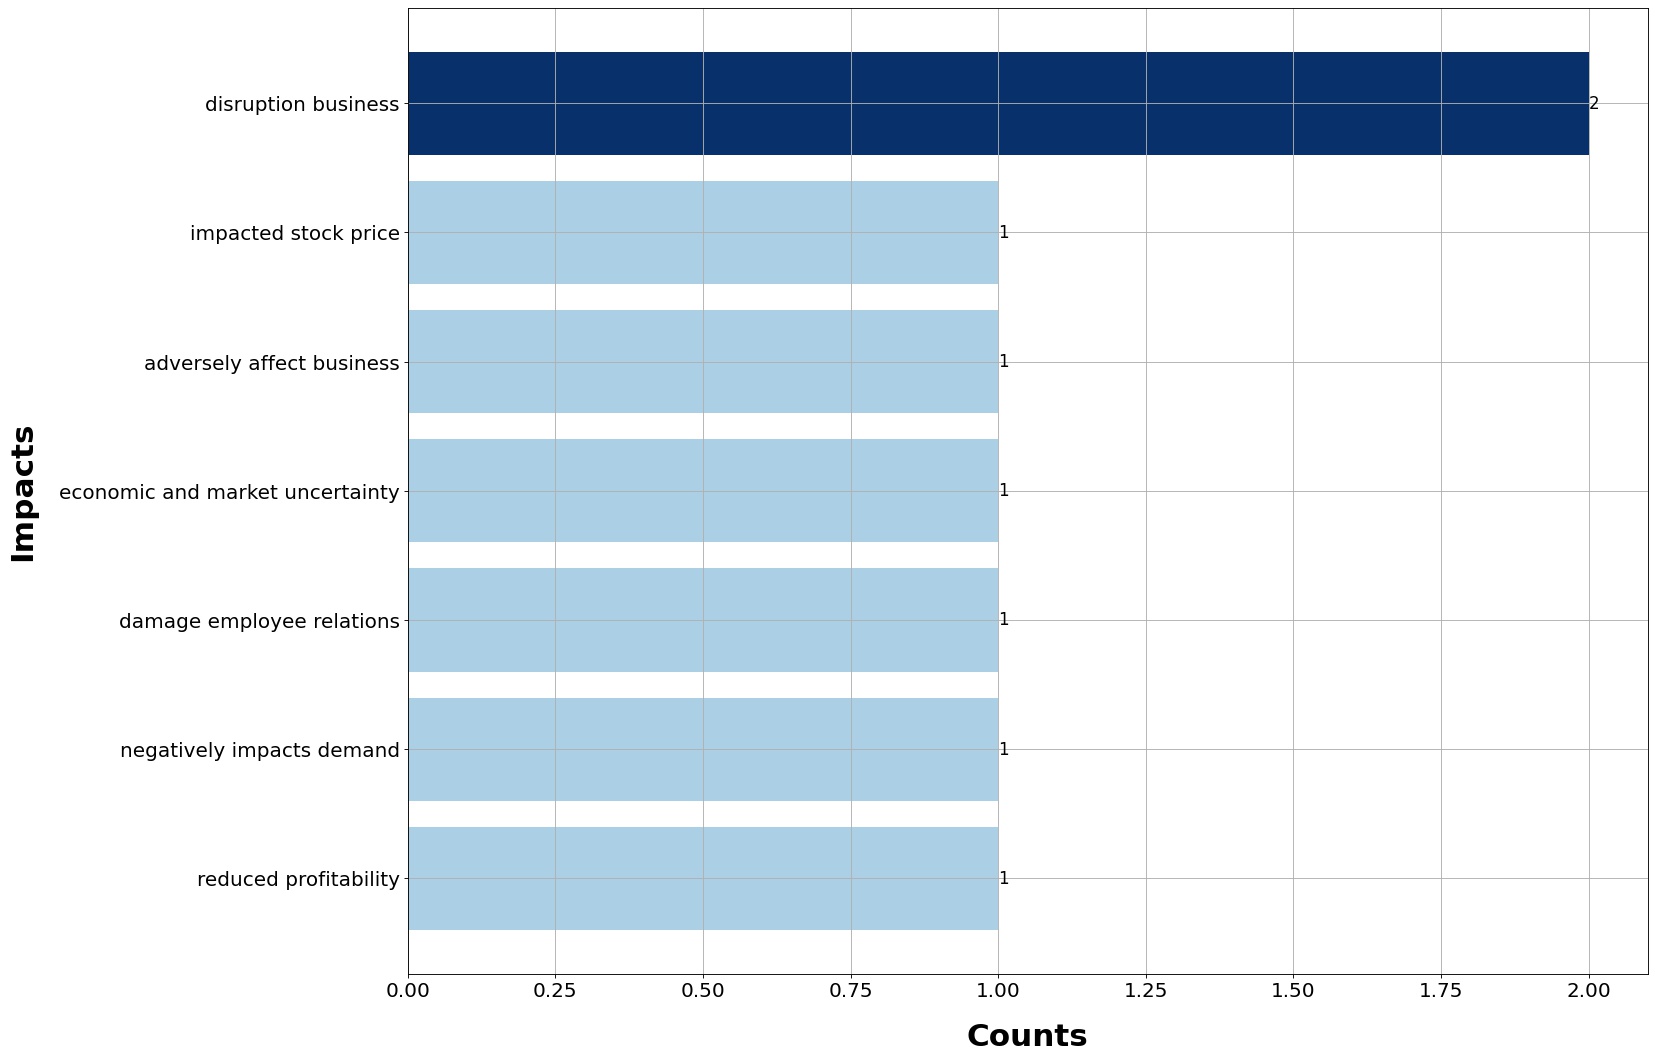 Impacts
disruption business
2
impacted stock price
1
adversely affect business
1
economic and market uncertainty
1
damage employee relations
1
negatively impacts demand
1
reduced profitability
1
0.00 0.25 0.50 0.75 1.00 1.25 1.50 1.75 2.00
Counts